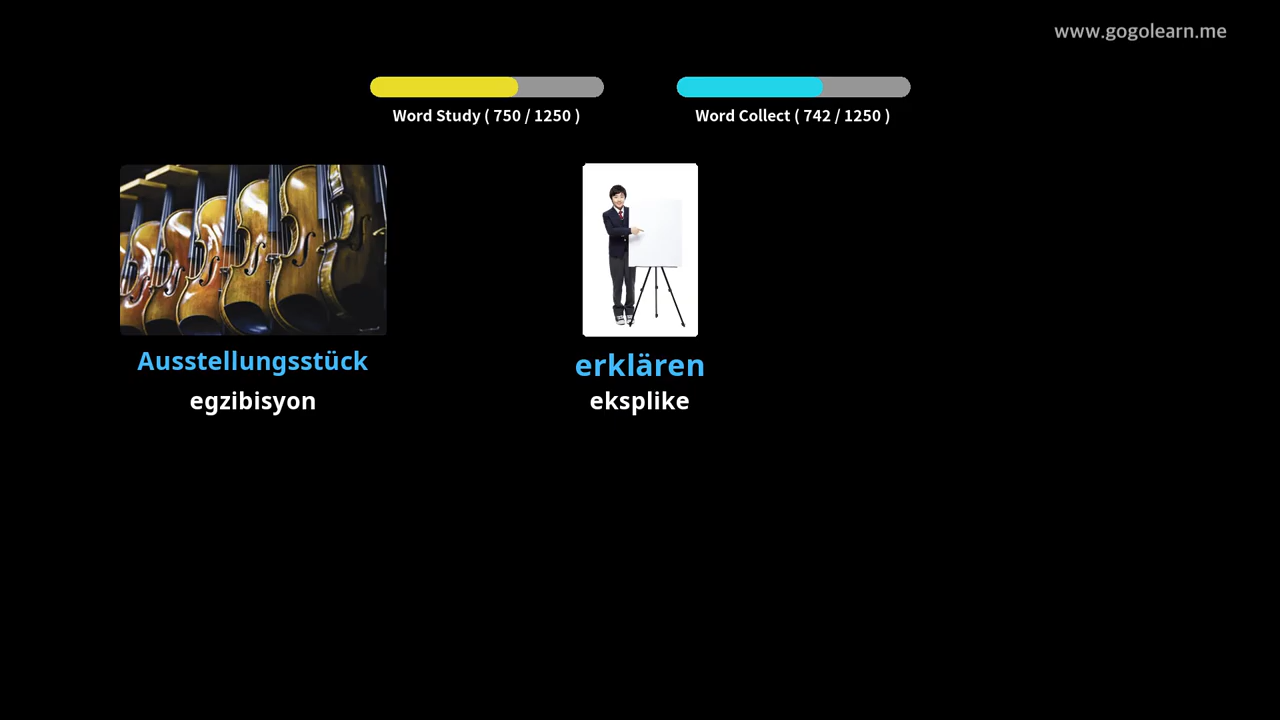 www.gogolearn.me
Word Study ( 750 / 1250 )
Word Collect ( 742 / 1250 )
Ausstellungsstück
egzibisyon
erklären
eksplike